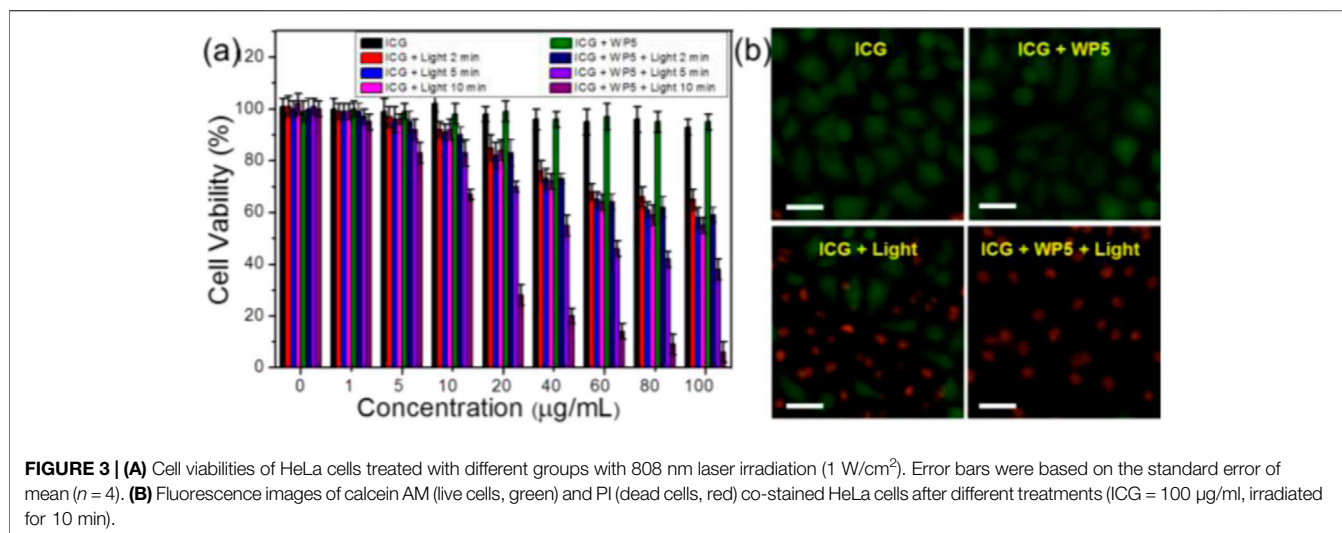 (a)
120
100
80
60
40
20
0
Cell Viability (%)
ICG
ICG + Light 2 min
ICG + Light 5 min
ICG + Light 10 min
ICG + WP5
ICG + WP5 + Light 2 min
ICG + WP5 + Light 5 min
ICG + WP5 + Light 10 min
0 1 5 10 20 40 60 80 100
Concentration (μg/mL)
(b)
ICG
ICG + WP5
ICG + Light
ICG + WP5 + Light
FIGURE 3 | (A) Cell viabilities of HeLa cells treated with different groups with 808 nm laser irradiation (1 W/cm²). Error bars were based on the standard error of
mean (n = 4). (B) Fluorescence images of calcein AM (live cells, green) and PI (dead cells, red) co-stained HeLa cells after different treatments (ICG = 100 μg/ml, irradiated
for 10 min).